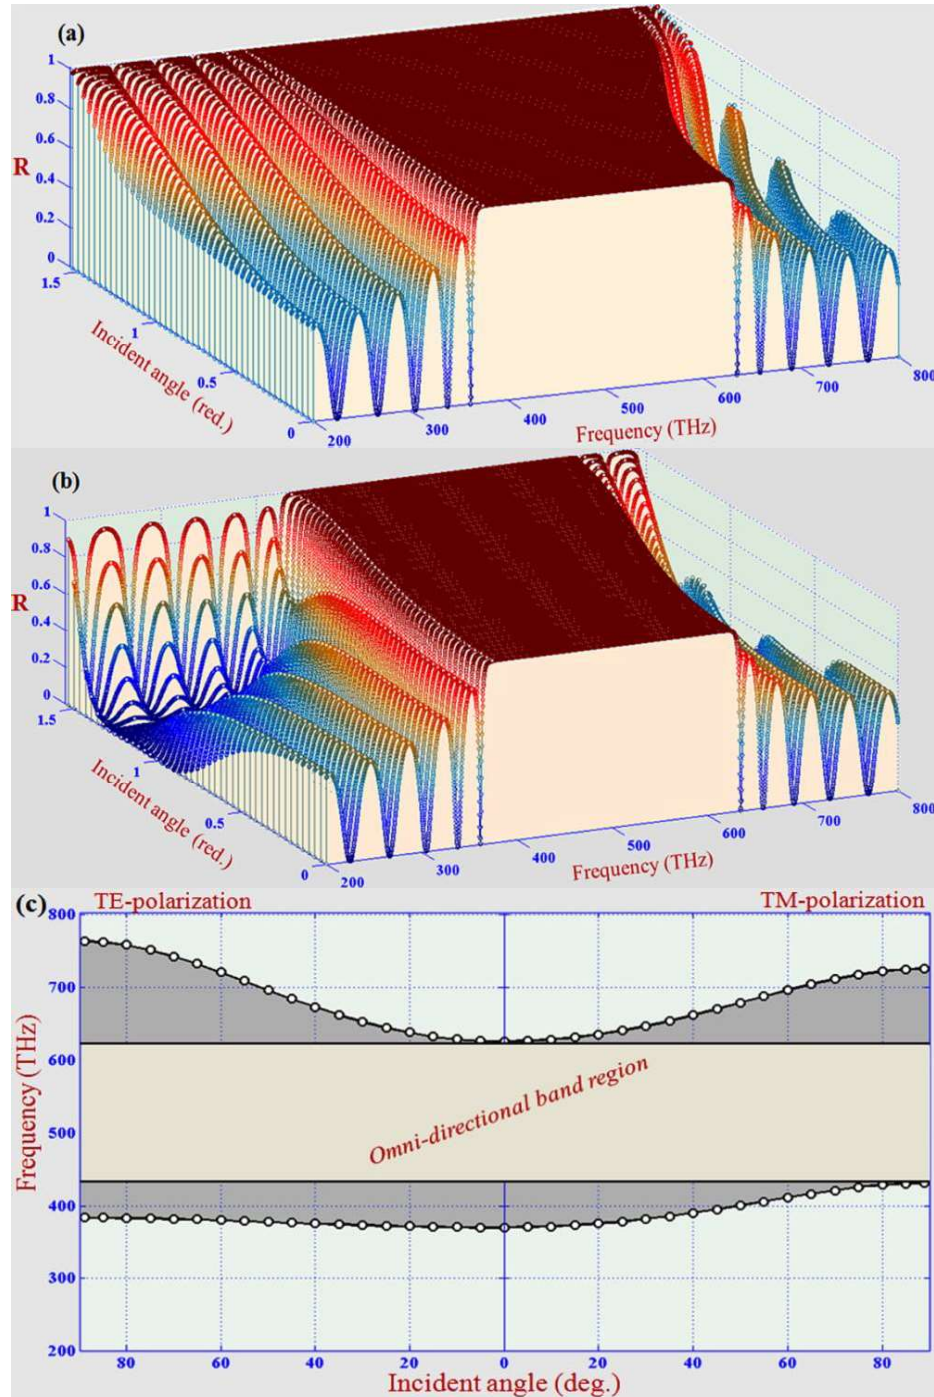 (a)
1
0.8
0.6
R
0.4
0.2
0
1.5
1
0.5
0
Incident angle (red.)
200
300
400
500
600
700
800
Frequency (THz)
(b)
1
0.8
0.6
R
0.4
0.2
0
1.5
1
0.5
0
Incident angle (red.)
200
300
400
500
600
700
800
Frequency (THz)
(c)
TE-polarization
TM-polarization
800
700
600
500
400
300
200
Frequency (THz)
Omni-directional band region
80 60 40 20 0 20 40 60 80
Incident angle (deg.)